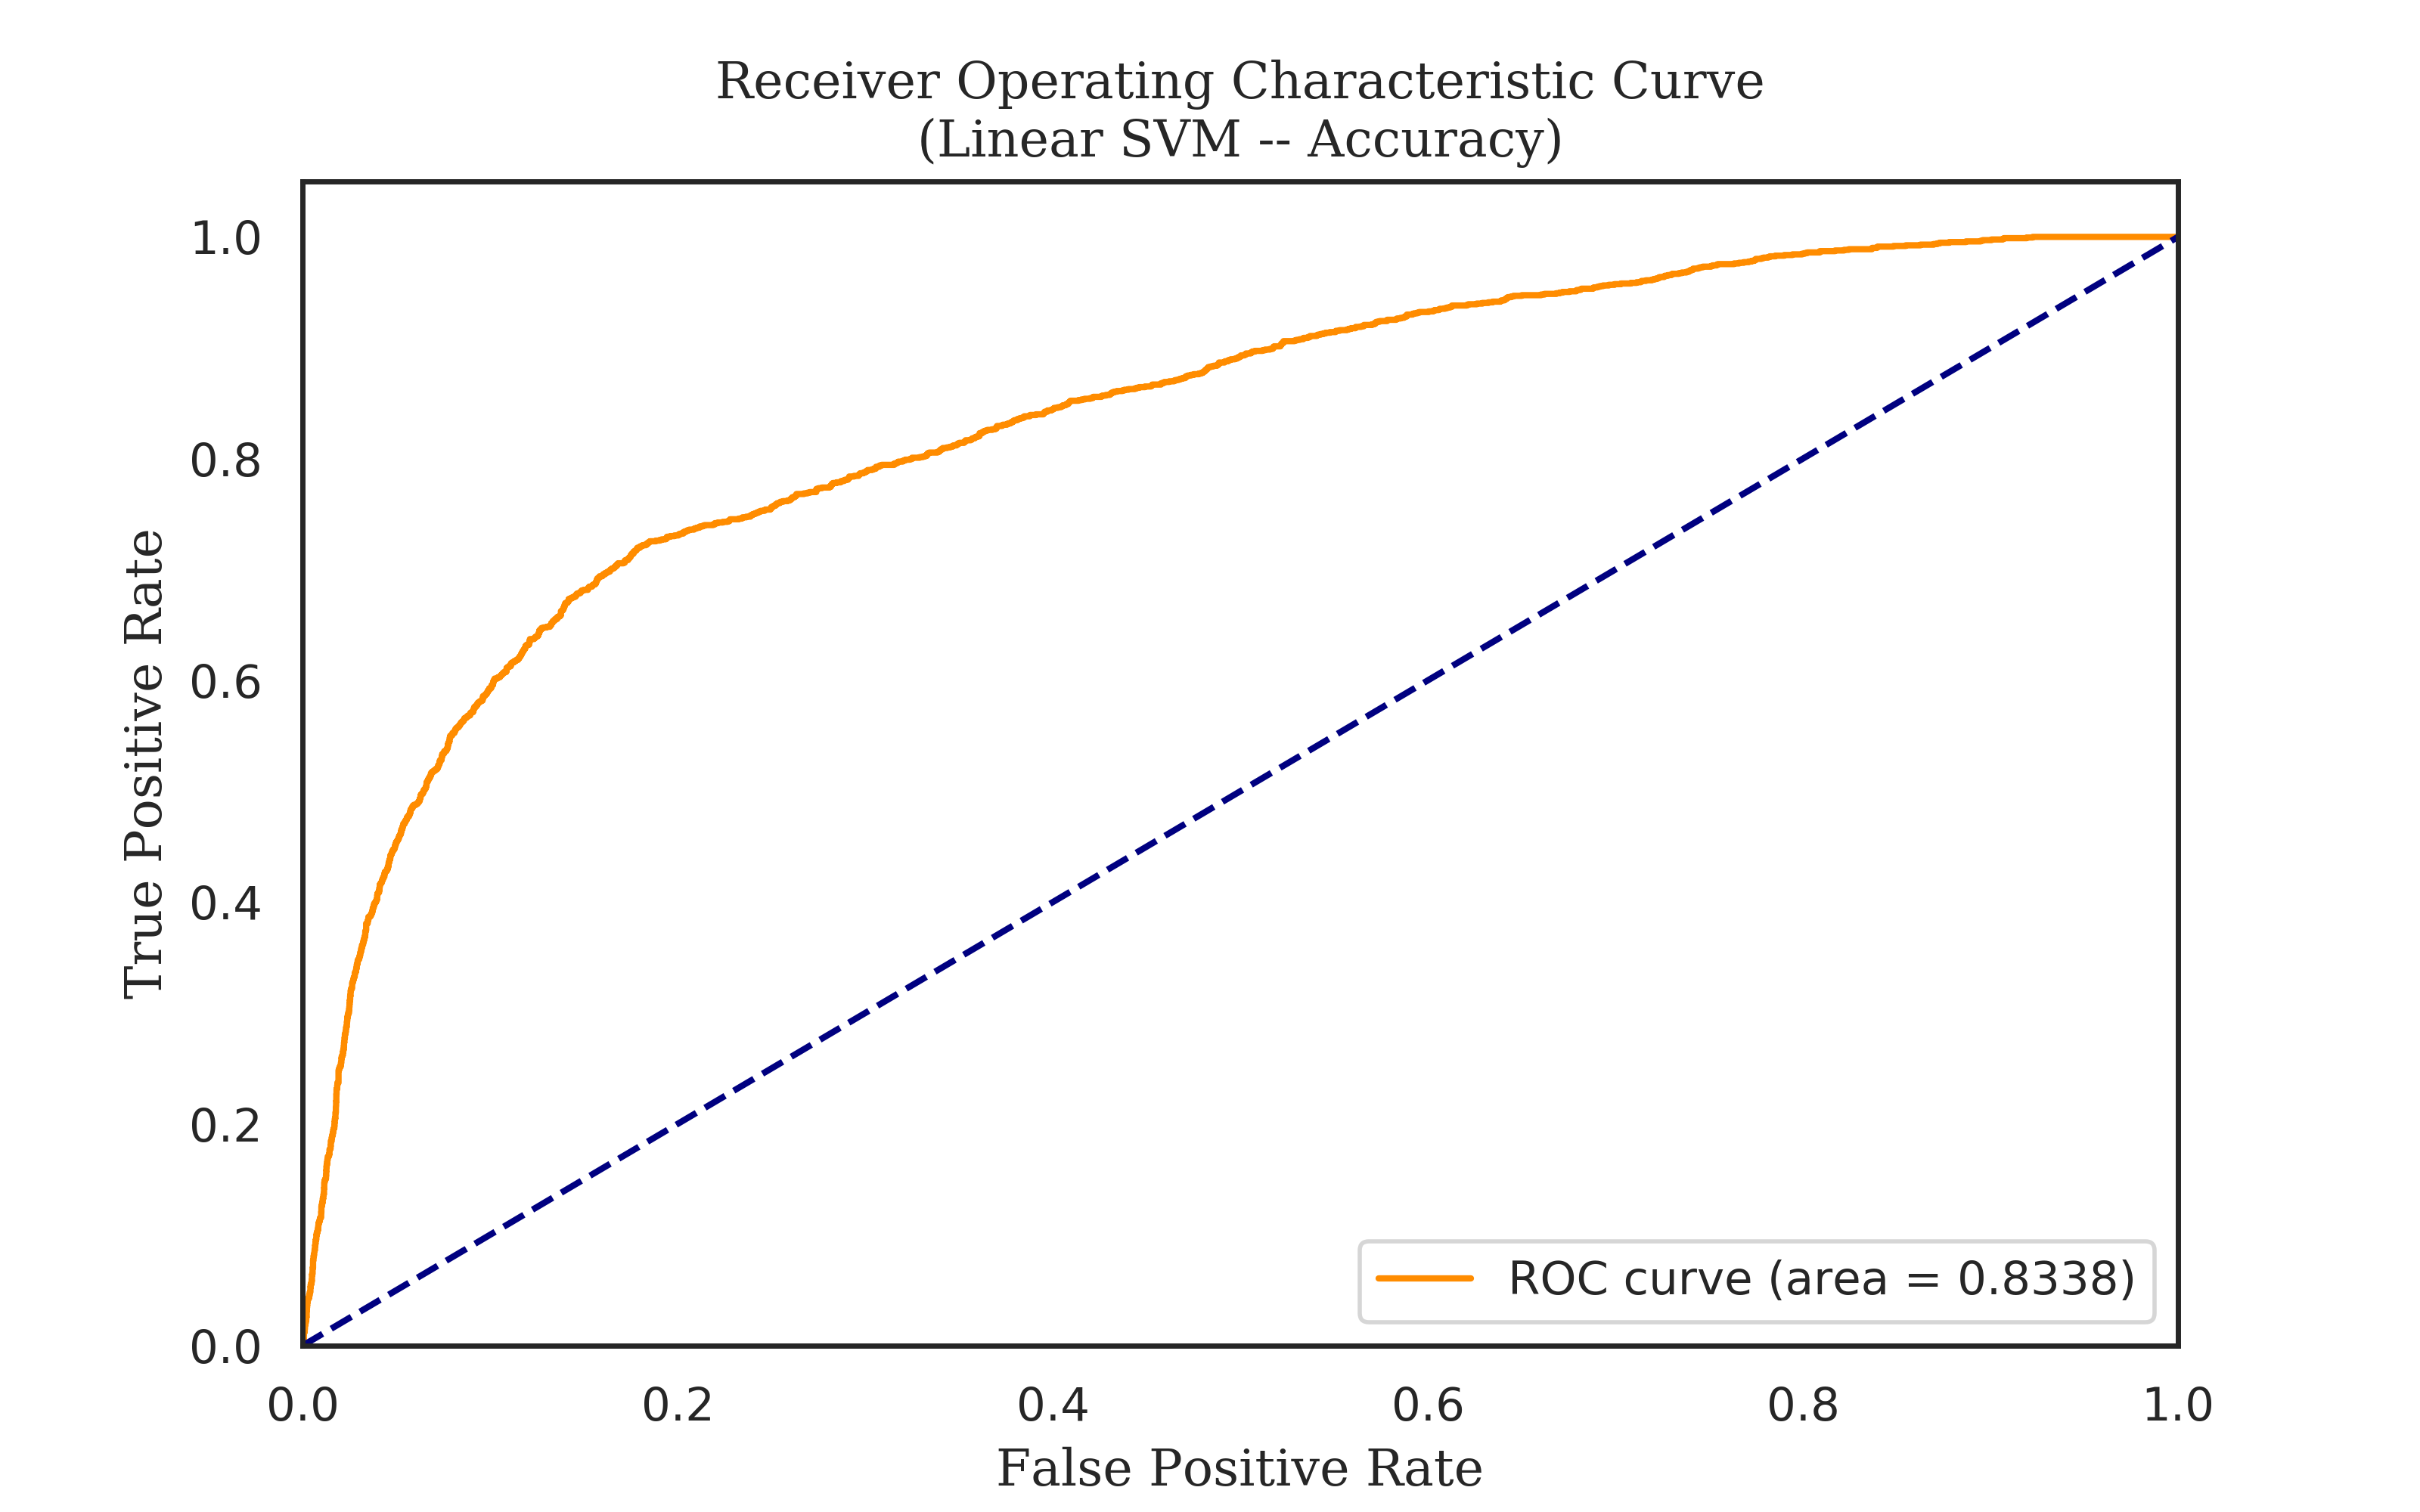 Receiver Operating Characteristic Curve
(Linear SVM -- Accuracy)
True Positive Rate
1.0
0.8
0.6
0.4
0.2
0.0
ROC curve (area = 0.8338)
0.0 0.2 0.4 0.6 0.8 1.0
False Positive Rate